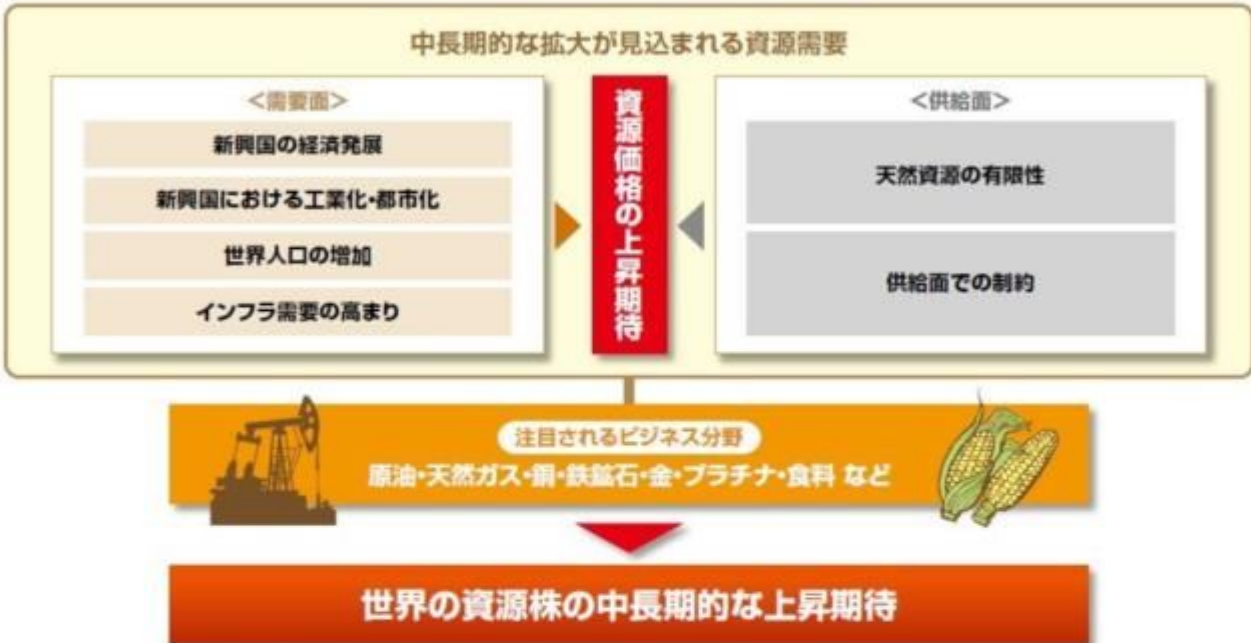 中長期的な拡大が見込まれる資源需要
＜需要面＞
新興国の経済発展
新興国における工業化・都市化
世界人口の増加
インフラ需要の高まり
資源価格の上昇期待
＜供給面＞
天然資源の有限性
供給面での制約
注目されるビジネス分野
原油・天然ガス・銅・鉄鉱石・金・プラチナ・食料 など
世界の資源株の中長期的な上昇期待